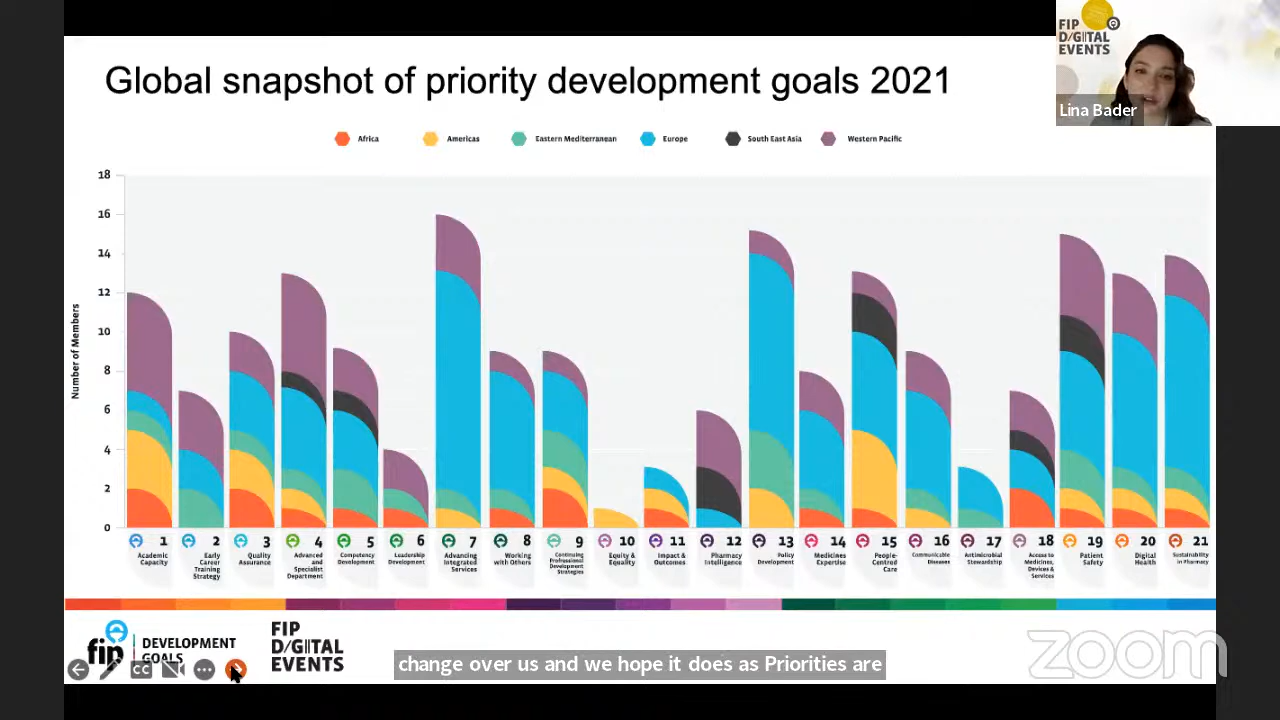 FIP
D/GITAL
EVENTS
Lina Bader
Global snapshot of priority development goals 2021
Africa
Americas
Eastern Mediterranean
Europe
South East Asia
Western Pacific
Number of Members
18
16
14
12
10
8
6
4
2
0
1
Academic
Capacity
2
Early
Career
Training
Strategy
3
Quality
Assurance
4
Advanced
and
Specialist
Department
5
Competency
Development
6
Leadership
Development
7
Advancing
Integrated
Services
8
Working
with Others
9
Continuing
Professional
Development
Strategies
10
Equity &
Equality
11
Impact &
Outcomes
12
Pharmacy
Intelligence
13
Policy
Development
14
Medicines
Expertise
15
People-
Centred
Care
16
Communicable
Diseases
17
Antimicrobial
Stewardship
18
Access to
Medicines,
Devices &
Services
19
Patient
Safety
20
Digital
Health
21
Sustainability
in Pharmacy
fip
DEVELOPMENT
GOALS
FIP
D/GITAL
EVENTS
CC
change over us and we hope it does as Priorities are
zoom